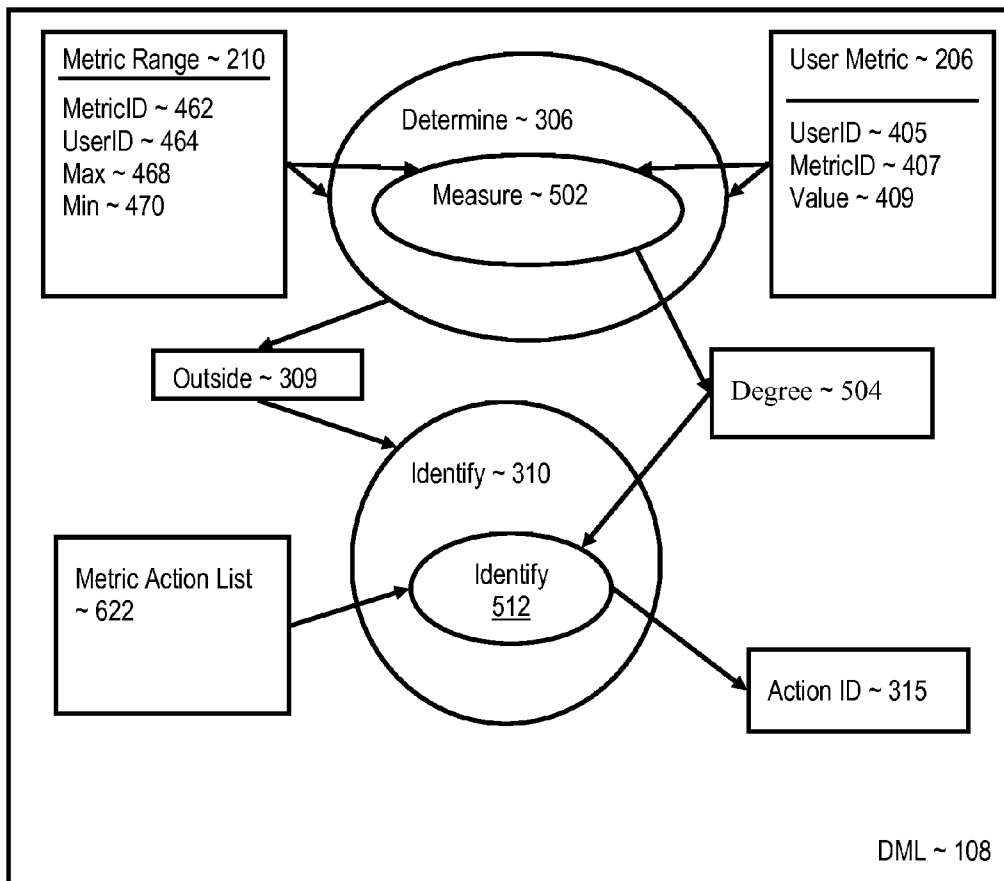 Metric Range ~ 210
MetricID ~ 462
UserID ~ 464
Max ~ 468
Min ~ 470
User Metric ~ 206
UserID ~ 405
MetricID ~ 407
Value ~ 409
Determine ~ 306
Measure ~ 502
Outside ~ 309
Degree ~ 504
Identify ~ 310
Metric Action List
~ 622
Identify
512
Action ID ~ 315
DML ~ 108